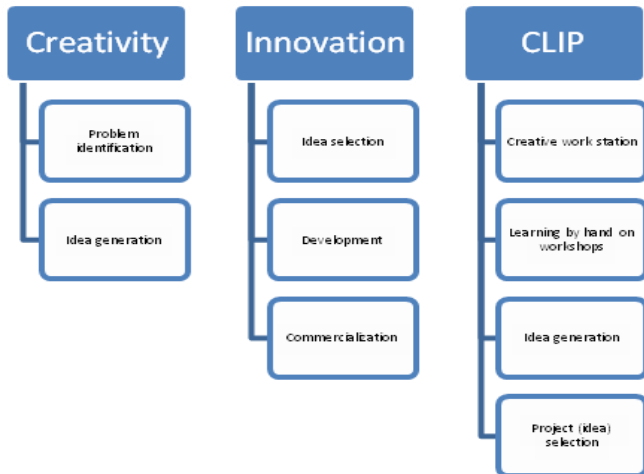 Creativity
Problem
identification
Idea generation
Innovation
Idea selection
Development
Commercialization
CLIP
Creative work station
Learning by hand on
workshops
Idea generation
Project (idea)
selection